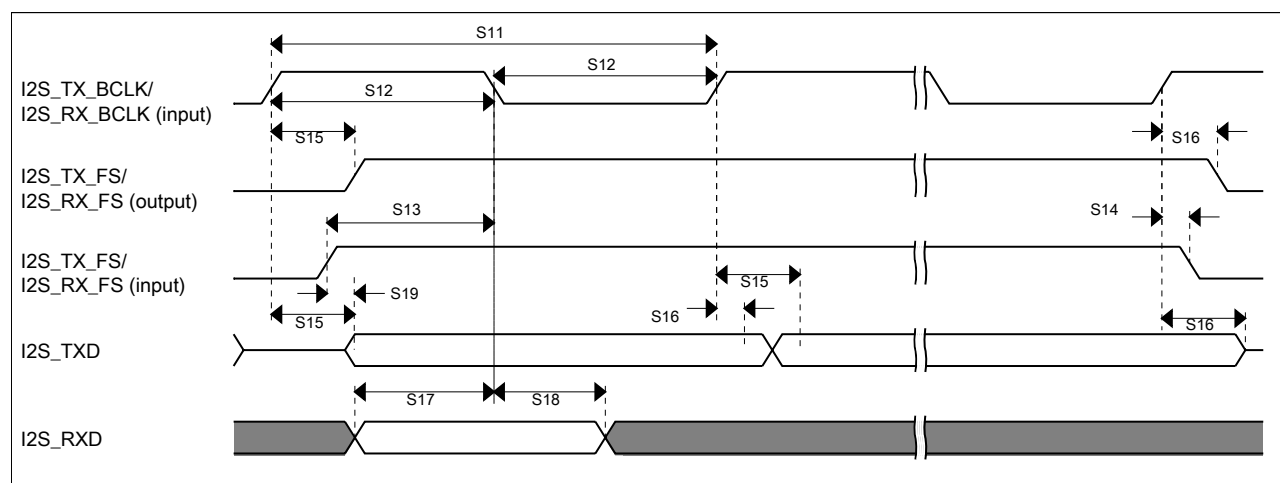 S11
I2S_TX_BCLK/
I2S_RX_BCLK (input)
S12
S12
S15
S16
I2S_TX_FS/
I2S_RX_FS (output)
S13
S14
I2S_TX_FS/
I2S_RX_FS (input)
S19
S15
S15
S16
S16
I2S_TXD
S17
S18
I2S_RXD